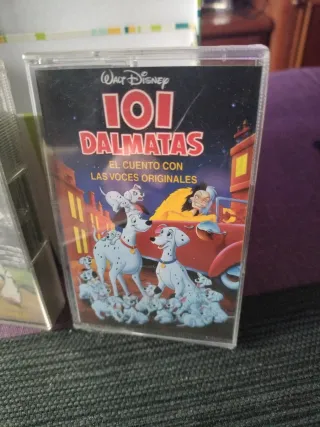 WALT DISNEY
101
DALMATAS
EL CUENTO CON
LAS VOCES ORIGINALES